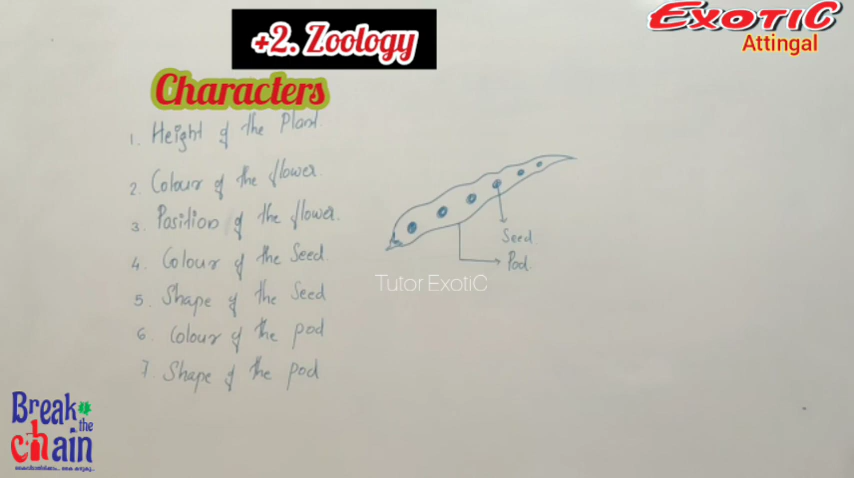 +2. Zoology
EXOTIC
Attingal
Characters
1. Height of the Plant.
2. Colour of the flower.
3. Position of the flower.
4. Colour of the Seed
5. Shape of the Seed
6. Colour of the pod
7. Shape of the pod
Seed
Pod.
Tutor ExotiC
Break
the
chain